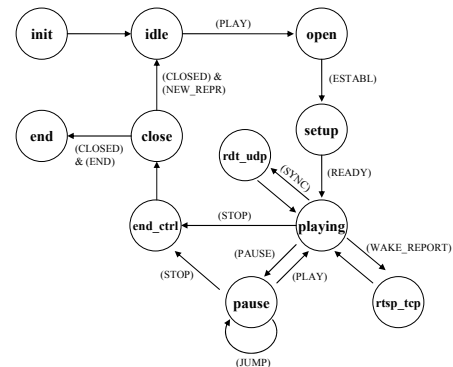 init
idle
(PLAY)
open
(CLOSED) &
(NEW_REPR)
(ESTABL)
end
close
setup
(CLOSED)
& (END)
rdt_udp
(SYNC)
(READY)
end_ctrl
(STOP)
playing
(PAUSE)
(WAKE_REPORT)
(STOP)
(PLAY)
pause
rtsp_tcp
(JUMP)